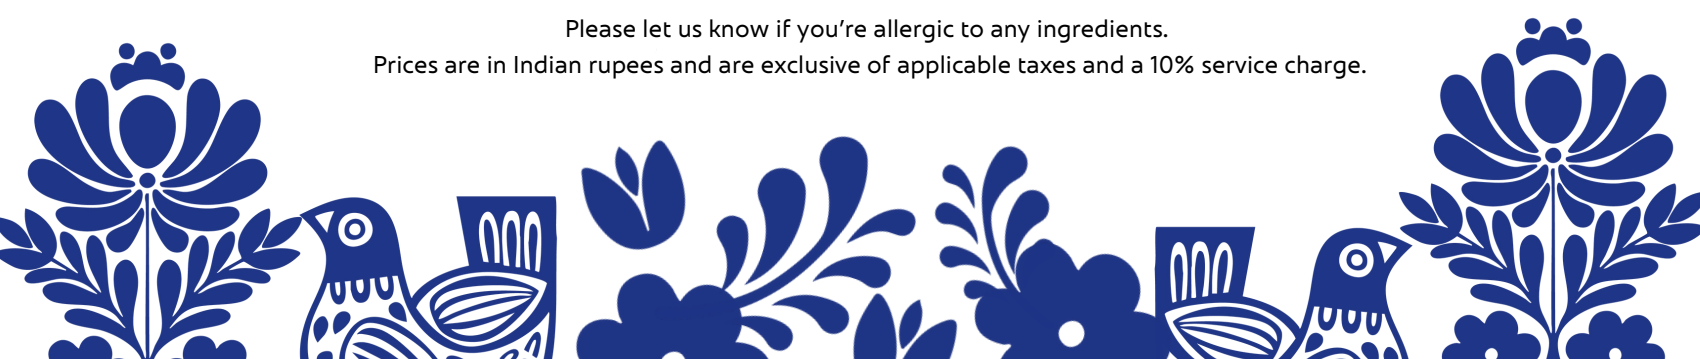 Please let us know if you’re allergic to any ingredients.
Prices are in Indian rupees and are exclusive of applicable taxes and a 10% service charge.